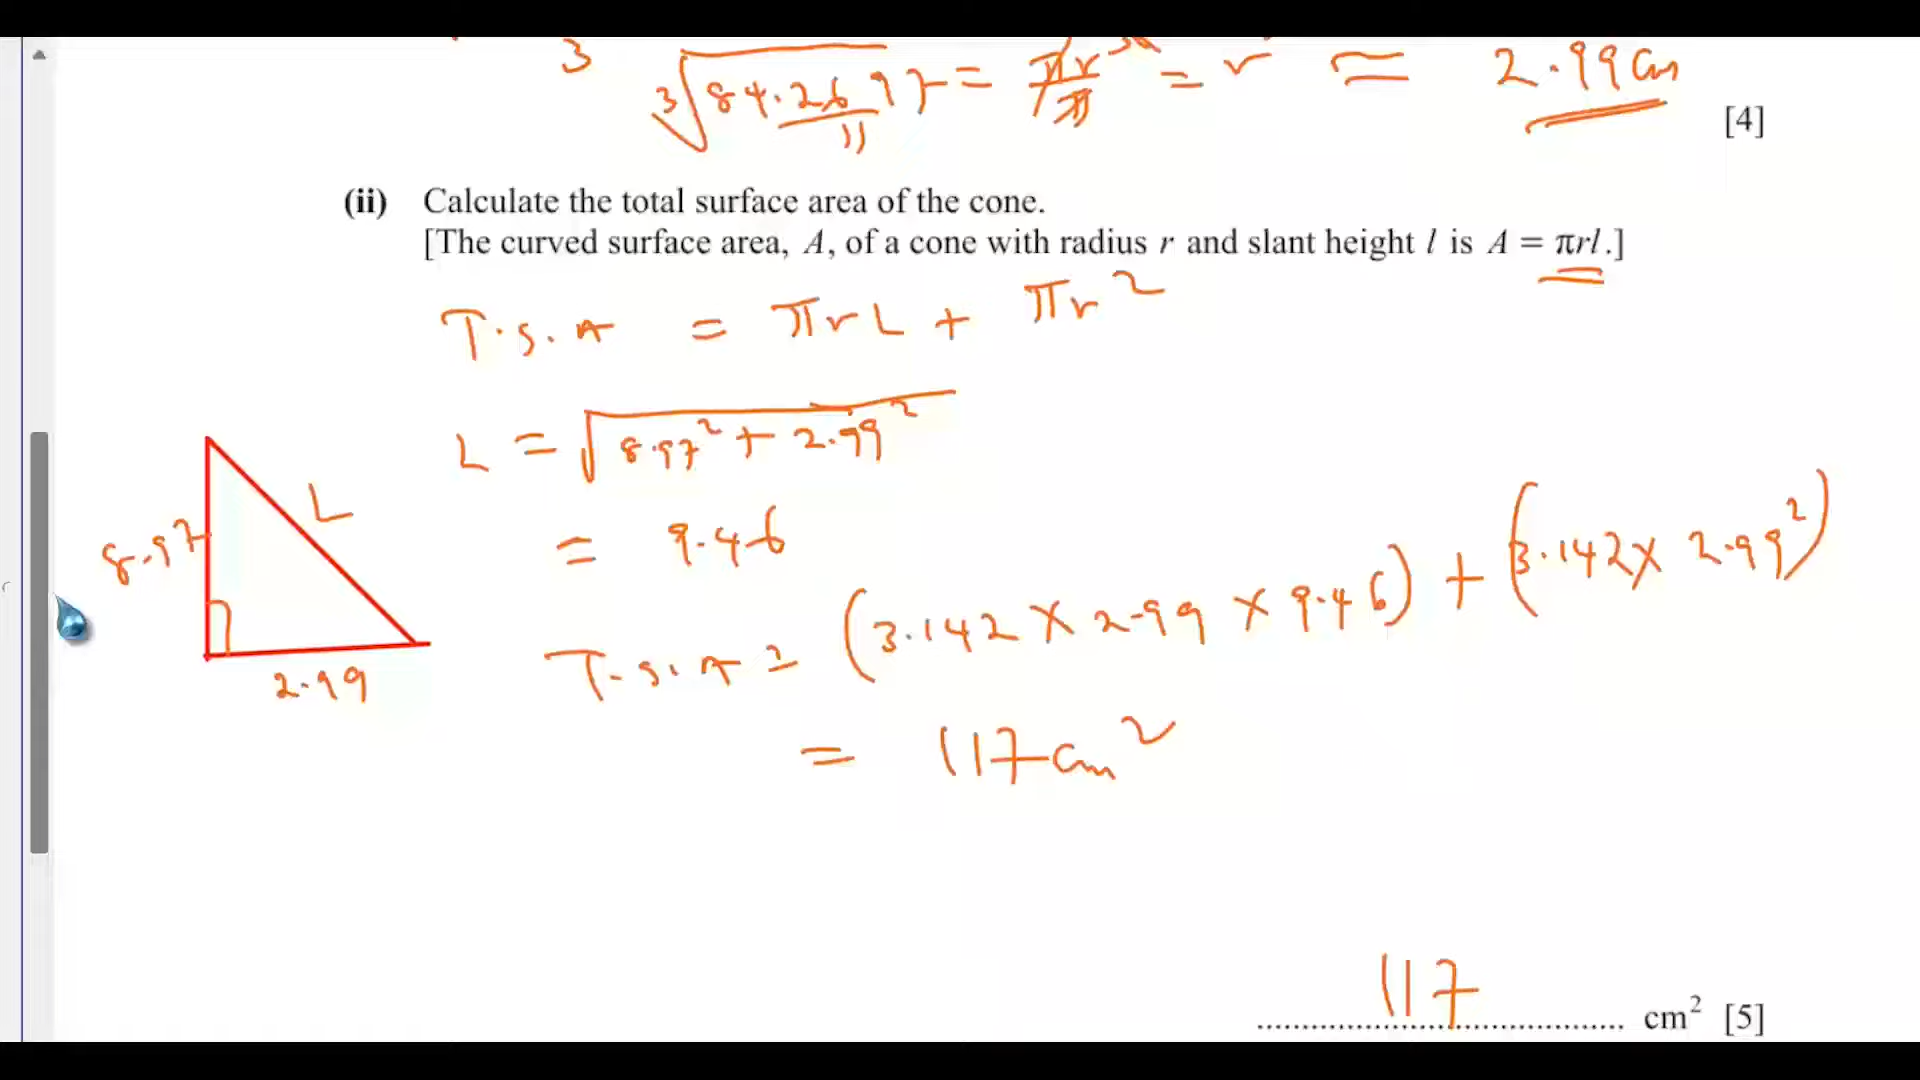 3
∛84.2697 = πr³/π = r = 2.99cm
11
[4]
(ii) Calculate the total surface area of the cone.
[The curved surface area, A, of a cone with radius r and slant height l is A = πrl.]
T.S.A = πrL + πr²
L = √8.97² + 2.99²
= 9.46
8.97
L
2.99
T.S.A = (3.142 × 2.99 × 9.46) + (3.142 × 2.99²)
= 117cm²
117
cm² [5]